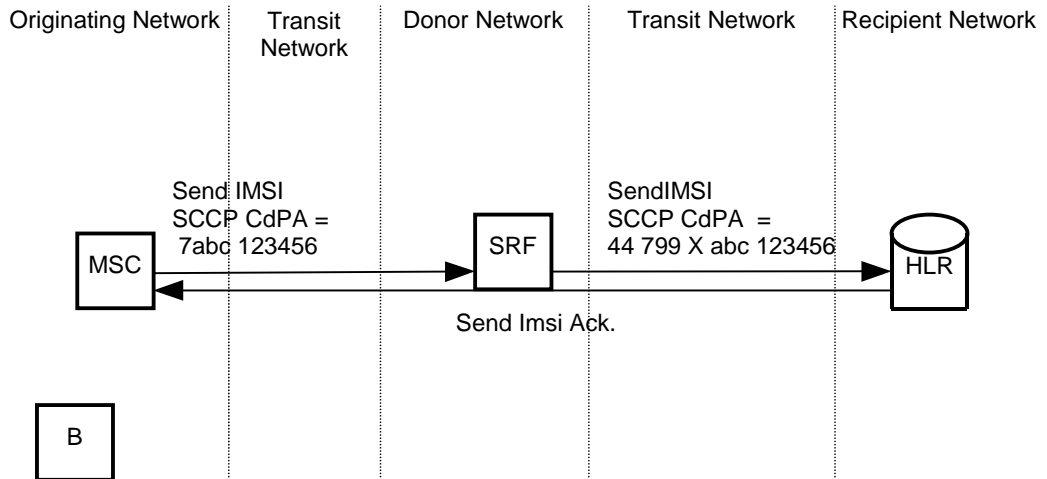 Originating Network
Transit
Network
Donor Network
Transit Network
Recipient Network
Send IMSI
SCCP CdPA =
7abc 123456
SendIMSI
SCCP CdPA =
44 799 X abc 123456
MSC
SRF
HLR
Send Imsi Ack.
B